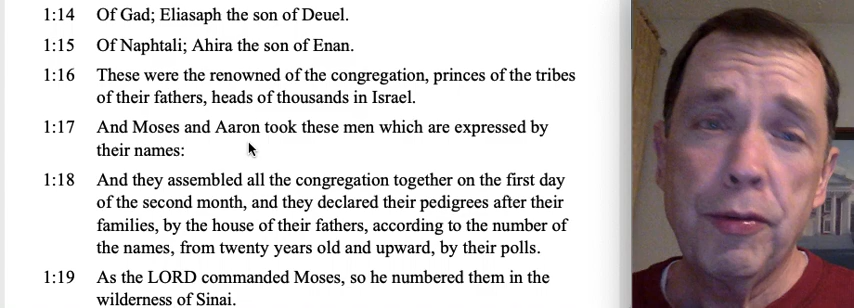 1:14 Of Gad; Eliasaph the son of Deuel.
1:15 Of Naphtali; Ahira the son of Enan.
1:16 These were the renowned of the congregation, princes of the tribes
of their fathers, heads of thousands in Israel.
1:17 And Moses and Aaron took these men which are expressed by
their names:
1:18 And they assembled all the congregation together on the first day
of the second month, and they declared their pedigrees after their
families, by the house of their fathers, according to the number of
the names, from twenty years old and upward, by their polls.
1:19 As the LORD commanded Moses, so he numbered them in the
wilderness of Sinai.